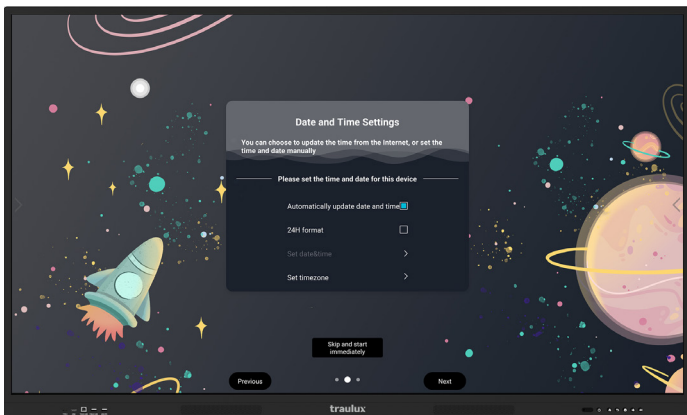 Date and Time Settings
You can choose to update the time from the Internet, or set the
time and date manually
Please set the time and date for this device
Automatically update date and time
24H format
Set date&time
Set timezone
Skip and start
immediately
Previous
Next
traulux